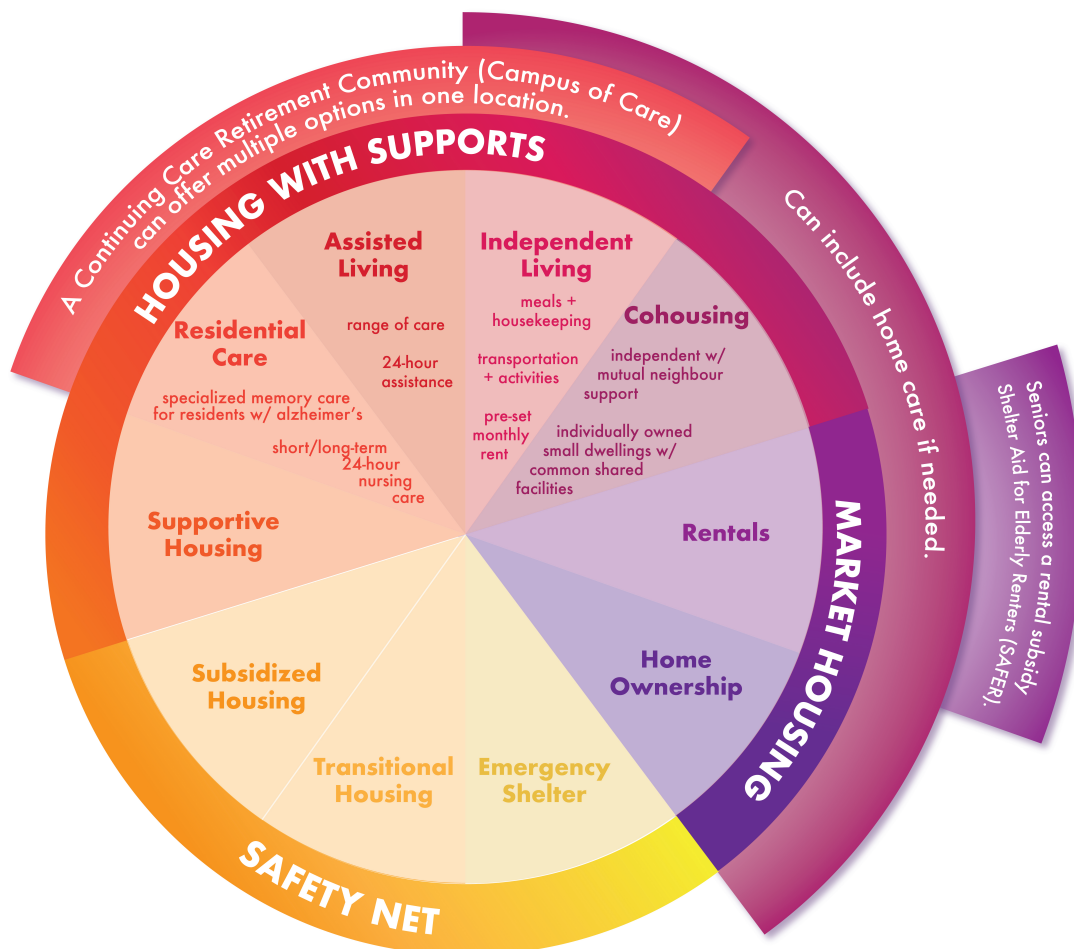 A Continuing Care Retirement Community (Campus of Care)
can offer multiple options in one location.
HOUSING WITH SUPPORTS
Can include home care if needed.
Seniors can access a rental subsidy
Shelter Aid for Elderly Renters (SAFER).
Assisted
Living
range of care
24-hour
assistance
Independent
Living
meals +
housekeeping
transportation
+ activities
pre-set
monthly
rent
Cohousing
independent w/
mutual neighbour
support
individually owned
small dwellings w/
common shared
facilities
Residential
Care
specialized memory care
for residents w/ alzheimer's
short/long-term
24-hour
nursing
care
Supportive
Housing
Rentals
MARKET HOUSING
Home
Ownership
Subsidized
Housing
Transitional
Housing
Emergency
Shelter
SAFETY NET